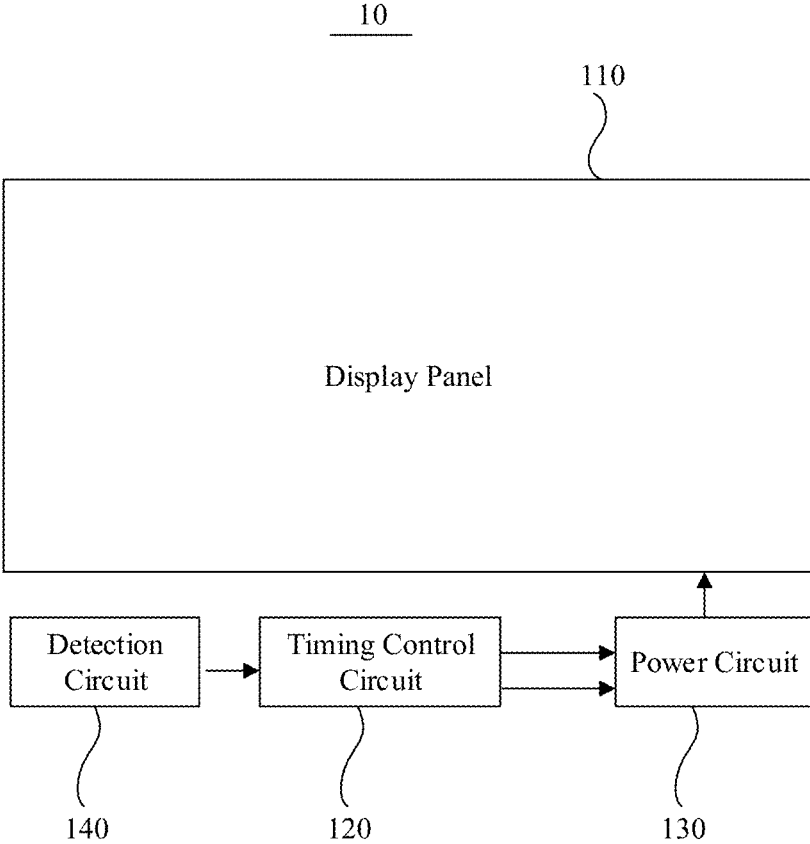 10
110
Display Panel
Detection
Circuit
Timing Control
Circuit
Power Circuit
140
120
130